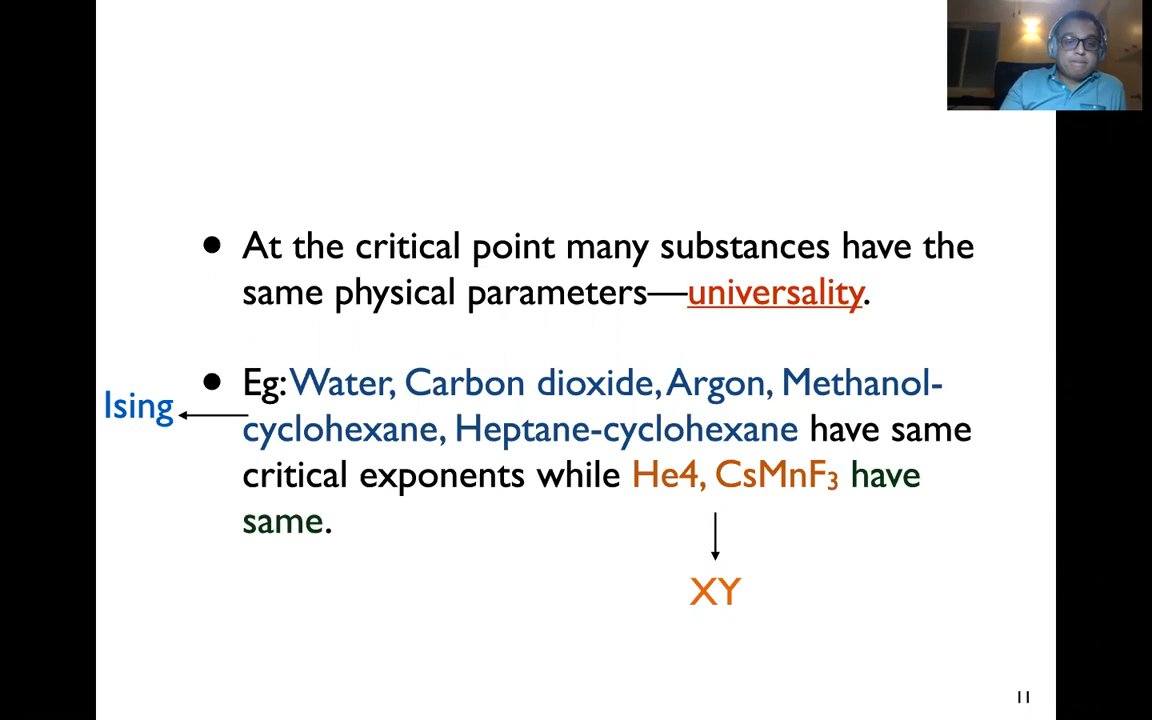 • At the critical point many substances have the
same physical parameters—universality.
• Eg: Water, Carbon dioxide, Argon, Methanol-
Ising
cyclohexane, Heptane-cyclohexane have same
critical exponents while He4, CsMnF₃ have
same.
XY
11